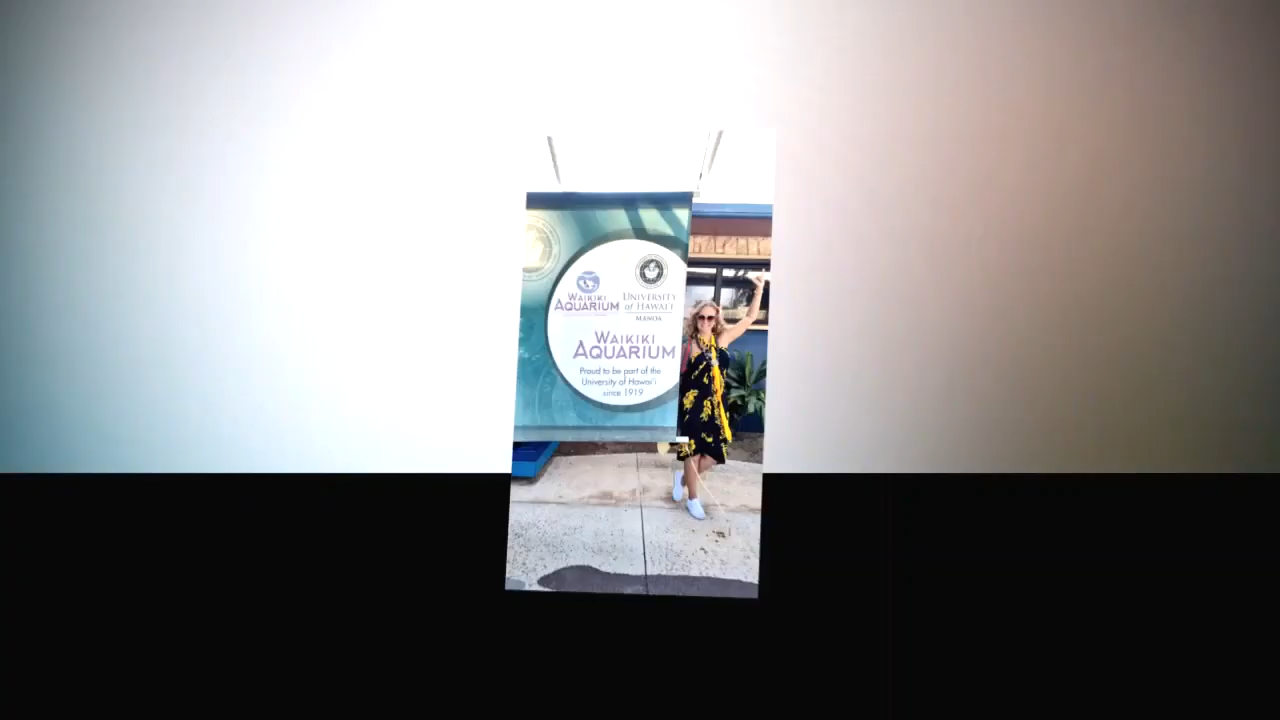 WAIKIKI
AQUARIUM
UNIVERSITY
of HAWAI'I
MĀNOA
WAIKIKI
AQUARIUM
Proud to be part of the
University of Hawai'i
since 1919